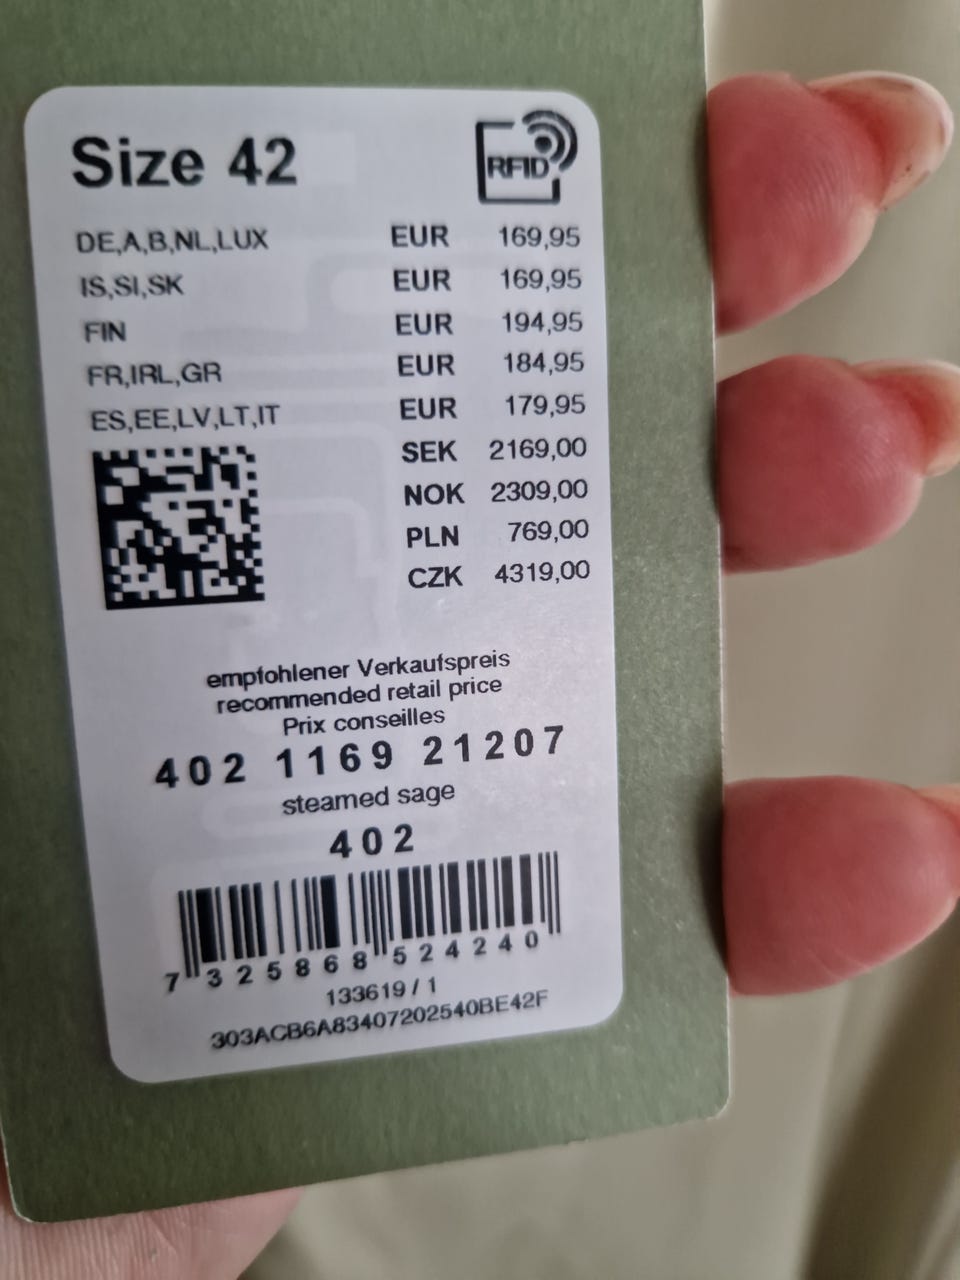 Size 42
RFID
DE,A,B,NL,LUX EUR 169,95
IS,SI,SK EUR 169,95
FIN EUR 194,95
FR,IRL,GR EUR 184,95
ES,EE,LV,LT,IT EUR 179,95
SEK 2169,00
NOK 2309,00
PLN 769,00
CZK 4319,00
empfohlener Verkaufspreis
recommended retail price
Prix conseilles
402 1169 21207
steamed sage
402
7 325868 524240
133619 / 1
303ACB6A83407202540BE42F